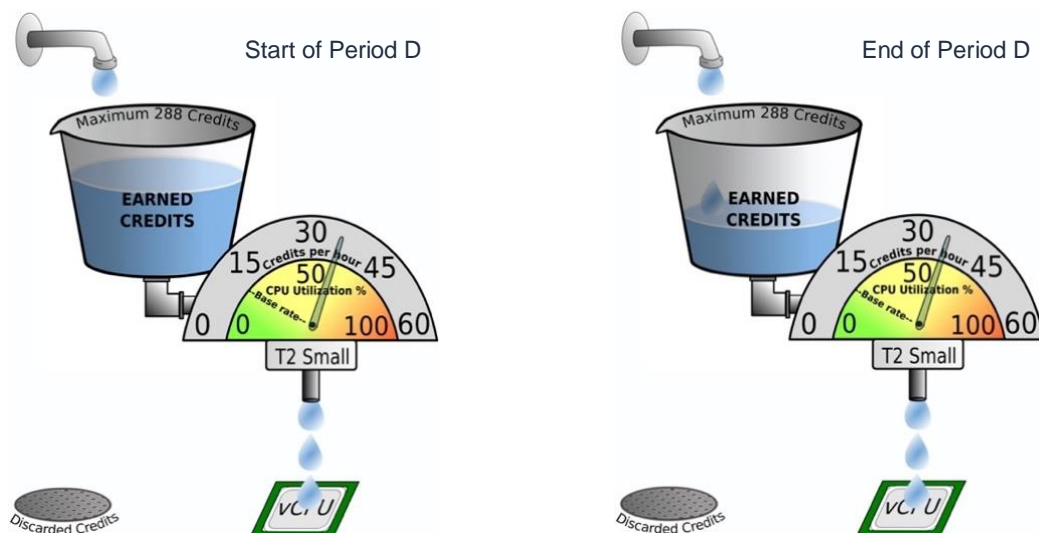 Start of Period D
Maximum 288 Credits
EARNED
CREDITS
30
Credits per hour
15
45
50
CPU Utilization %
--Base rate--
0
0
100
60
T2 Small
vCPU
Discarded Credits
End of Period D
Maximum 288 Credits
EARNED
CREDITS
30
Credits per hour
15
45
50
CPU Utilization %
--Base rate--
0
0
100
60
T2 Small
vCPU
Discarded Credits